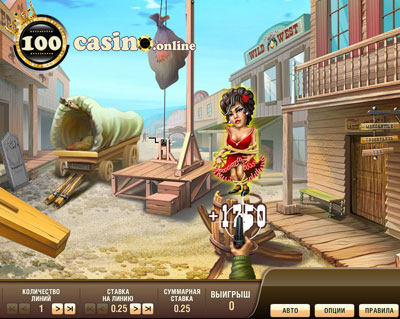 100 casino.online
WILD WEST
+1750
КОЛИЧЕСТВО ЛИНИЙ
1
СТАВКА НА ЛИНИЮ
0.25
СУММАРНАЯ СТАВКА
0.25
ВЫИГРЫШ
0
АВТО
ОПЦИИ
ПРАВИЛА